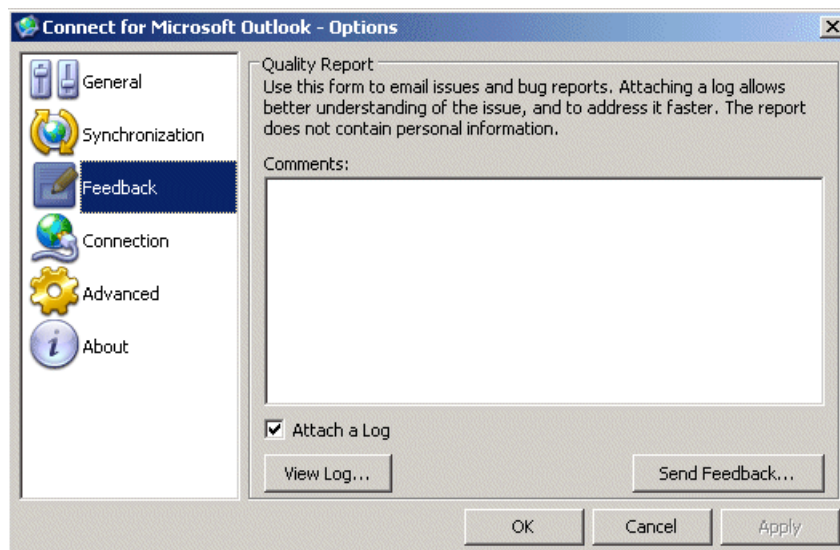 Connect for Microsoft Outlook - Options
General
Synchronization
Feedback
Connection
Advanced
About
Quality Report
Use this form to email issues and bug reports. Attaching a log allows
better understanding of the issue, and to address it faster. The report
does not contain personal information.
Comments:
Attach a Log
View Log...
Send Feedback...
OK
Cancel
Apply